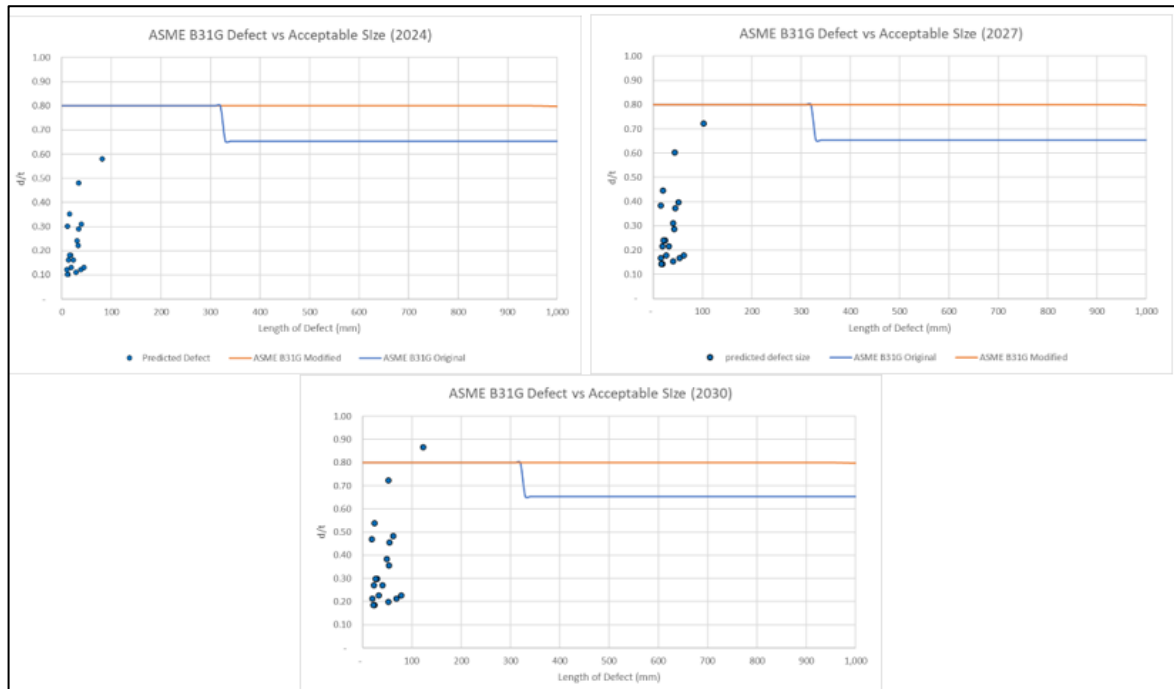 ASME B31G Defect vs Acceptable Size (2024)
1.00
0.90
0.80
0.70
0.60
0.50
0.40
0.30
0.20
0.10
-
d/t
0 100 200 300 400 500 600 700 800 900 1,000
Length of Defect (mm)
Predicted Defect ASME B31G Modified ASME B31G Original
ASME B31G Defect vs Acceptable Size (2027)
1.00
0.90
0.80
0.70
0.60
0.50
0.40
0.30
0.20
0.10
-
d/t
- 100 200 300 400 500 600 700 800 900 1,000
Length of Defect (mm)
predicted defect size ASME B31G Original ASME B31G Modified
ASME B31G Defect vs Acceptable Size (2030)
1.00
0.90
0.80
0.70
0.60
0.50
0.40
0.30
0.20
0.10
-
d/t
- 100 200 300 400 500 600 700 800 900 1,000
Length of Defect (mm)